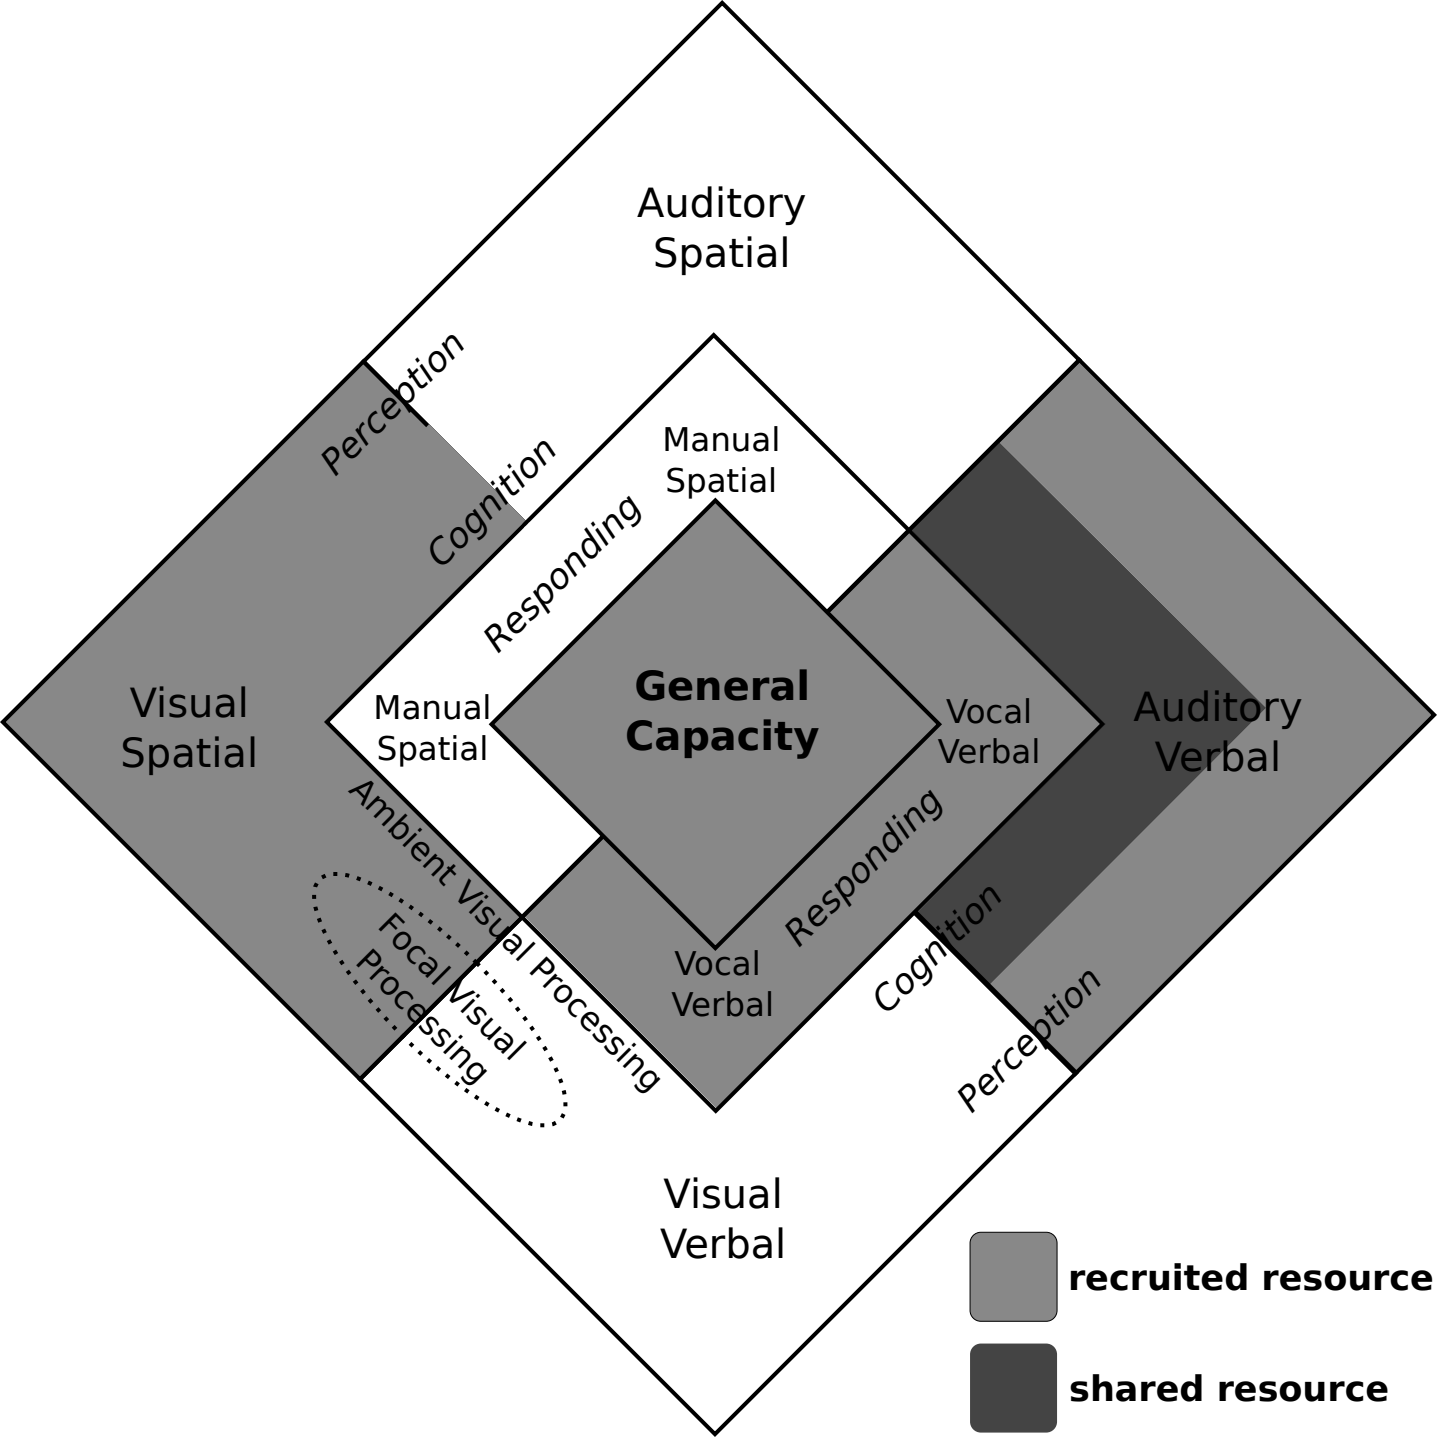 Auditory
Spatial
Perception
Cognition
Responding
Manual
Spatial
General
Capacity
Visual
Spatial
Manual
Spatial
Vocal
Verbal
Auditory
Verbal
Ambient Visual Processing
Focal Visual
Processing
Responding
Cognition
Perception
Vocal
Verbal
Visual
Verbal
recruited resource
shared resource